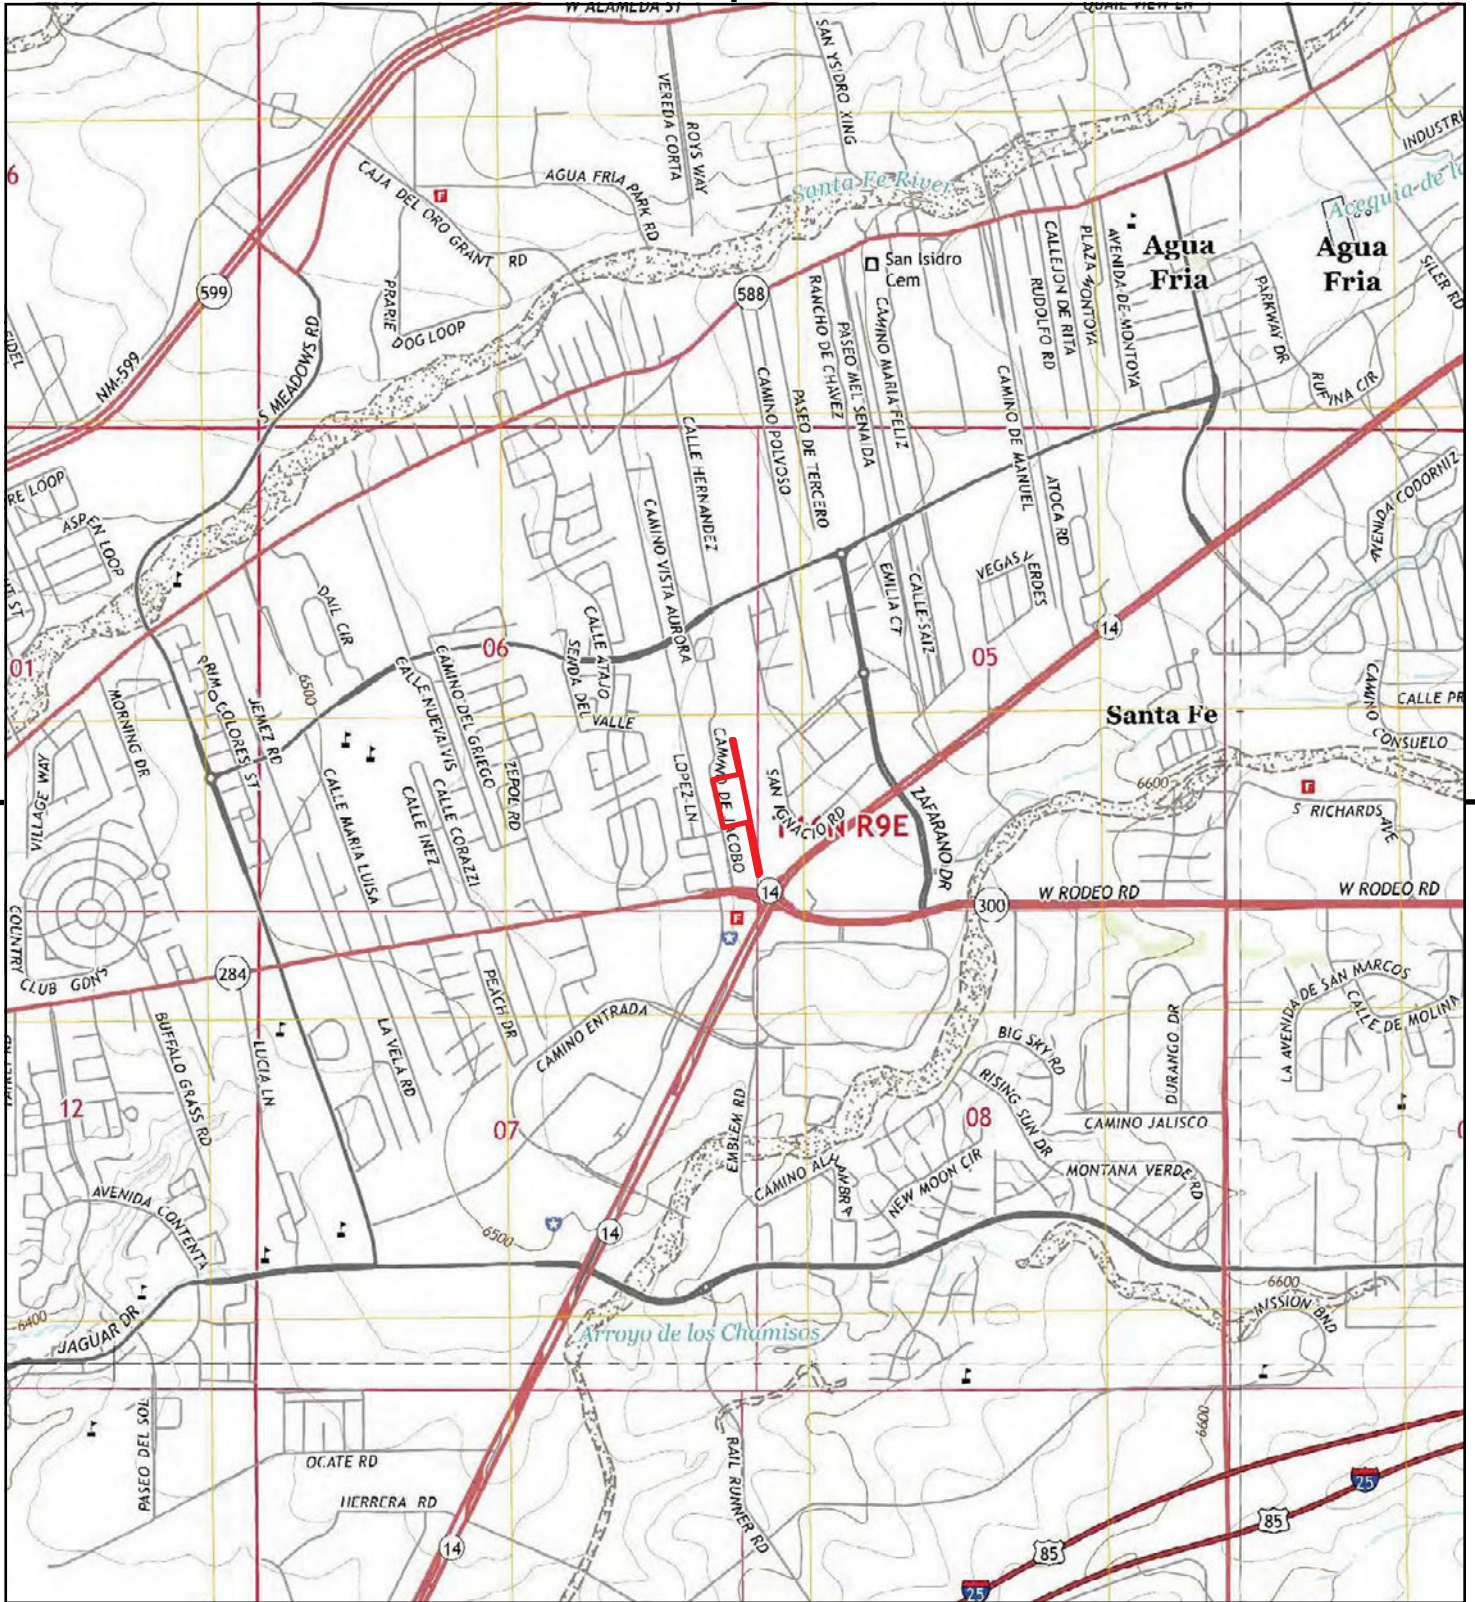 W ALAMEDA ST
QUAIL VIEW LN
SAN YSIDRO XING
VEREDA CORTA
ROYS WAY
INDUSTRI
6
CAJA DEL ORO GRANT RD
F
AGUA FRIA PARK RD
Santa Fe River
Acequia de la
Agua
Fria
Agua
Fria
San Isidro
Cem
599
588
NM-599
S MEADOWS RD
PRARIE
DOG LOOP
RANCHO DE CHAVEZ
PASEO MEL SENAIDA
CAMINO MARIA FELIZ
RUDOLFO RD
CALLEJON DE RITA
PLAZA MONTOYA
AVENIDA DE MONTOYA
PARKWAY DR
SILER RD
RUFINA CIR
CALLE HERNANDEZ
CAMINO POLVOSO
PASEO DE TERCERO
CAMINO DE MANUEL
ATOCA RD
AVENIDA CODORNIZ
RE LOOP
ASPEN LOOP
CAMINO VISTA AURORA
EMILIA CT
CALLE SAIZ
VEGAS VERDES
DAIL CIR
14
01
06
05
CALLE ATAJO
SENDA DEL
VALLE
CALLE NUEVA VIS
CAMINO DEL GRIEGO
6500
MORNING DR
PRIMO COLORES ST
JEMEZ RD
Santa Fe
CAMINO CONSUELO
CALLE PR
VILLAGE WAY
CALLE MARIA LUISA
CALLE INEZ
CALLE CORAZZI
ZEPOL RD
LOPEZ LN
CAMINO DE JACOBO
SAN IGNACIO RD
R9E
ZAFARANO DR
6600
F
S RICHARDS AVE
14
300
W RODEO RD
W RODEO RD
F
COUNTRY
CLUB GDNS
284
PEACH DR
CAMINO ENTRADA
LA AVENIDA DE SAN MARCOS
CALLE DE MOLINA
BUFFALO GRASS RD
LUCIA LN
LA VELA RD
BIG SKY RD
RISING SUN DR
DURANGO DR
12
07
08
EMBLEM RD
CAMINO JALISCO
CAMINO ALHAMBRA
NEW MOON CIR
MONTANA VERDE RD
AVENIDA CONTENTA
6500
14
6600
MISSION BND
6400
JAGUAR DR
Arroyo de los Chamisos
PASEO DEL SOL
OCATE RD
HERRERA RD
RAIL RUNNER RD
6600
14
25
85
85
25